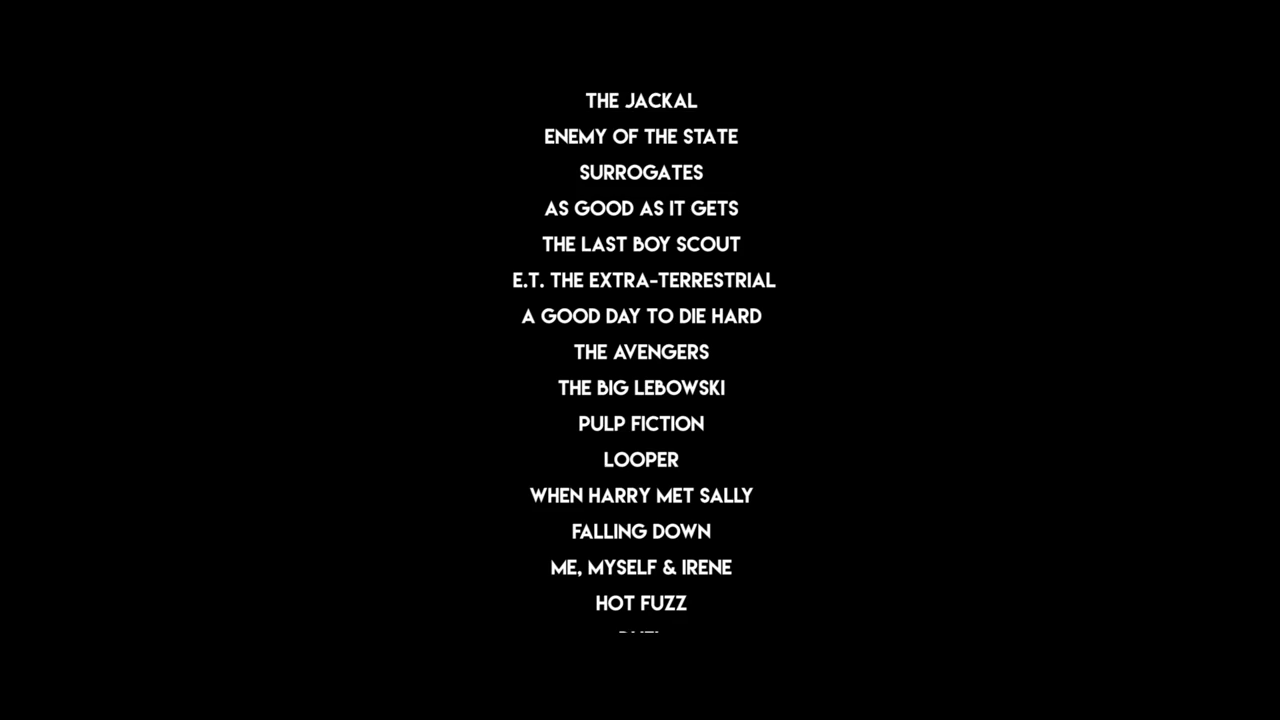 THE JACKAL
ENEMY OF THE STATE
SURROGATES
AS GOOD AS IT GETS
THE LAST BOY SCOUT
E.T. THE EXTRA-TERRESTRIAL
A GOOD DAY TO DIE HARD
THE AVENGERS
THE BIG LEBOWSKI
PULP FICTION
LOOPER
WHEN HARRY MET SALLY
FALLING DOWN
ME, MYSELF & IRENE
HOT FUZZ